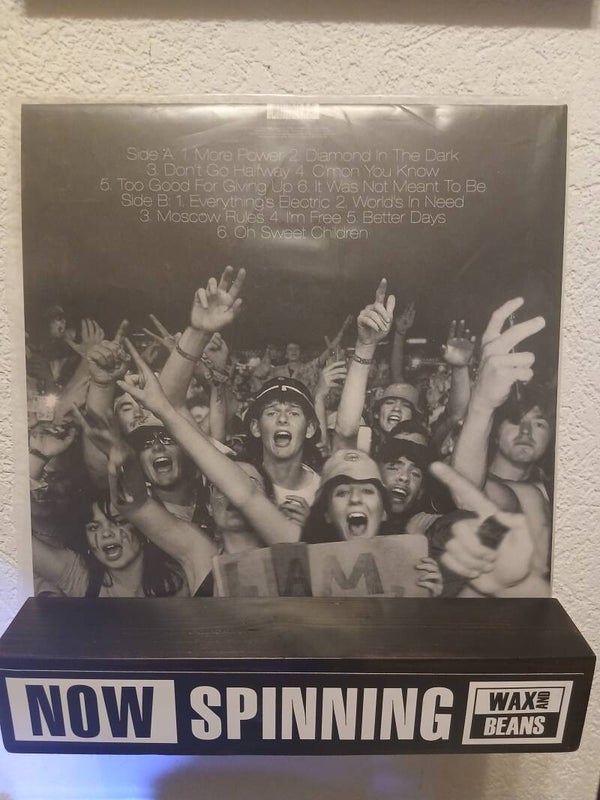 Side A: 1. More Power 2. Diamond In The Dark
3. Don't Go Halfway 4. C'mon You Know
5. Too Good For Giving Up 6. It Was Not Meant To Be
Side B: 1. Everything's Electric 2. World's In Need
3. Moscow Rules 4. I'm Free 5. Better Days
6. Oh Sweet Children
I AM,
NOW SPINNING WAX AND BEANS